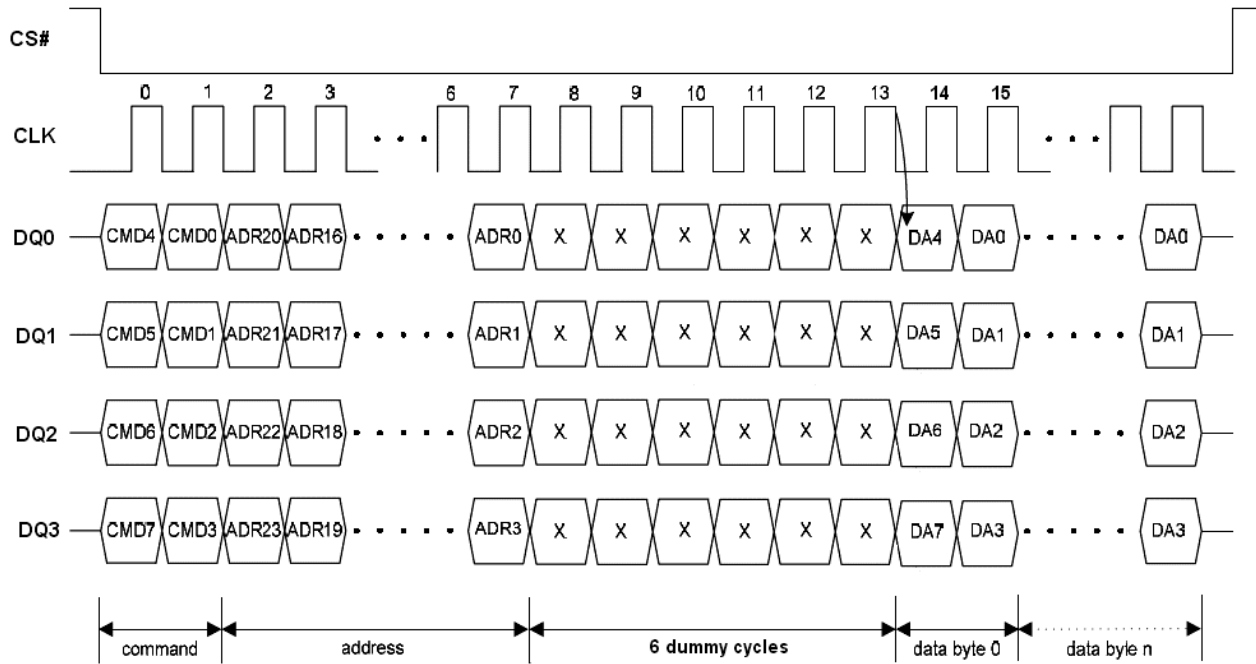 CS#
0 1 2 3 6 7 8 9 10 11 12 13 14 15
CLK
DQ0 CMD4 CMD0 ADR20 ADR16 ADR0 X X X X X X DA4 DA0 DA0
DQ1 CMD5 CMD1 ADR21 ADR17 ADR1 X X X X X X DA5 DA1 DA1
DQ2 CMD6 CMD2 ADR22 ADR18 ADR2 X X X X X X DA6 DA2 DA2
DQ3 CMD7 CMD3 ADR23 ADR19 ADR3 X X X X X X DA7 DA3 DA3
command address 6 dummy cycles data byte 0 data byte n